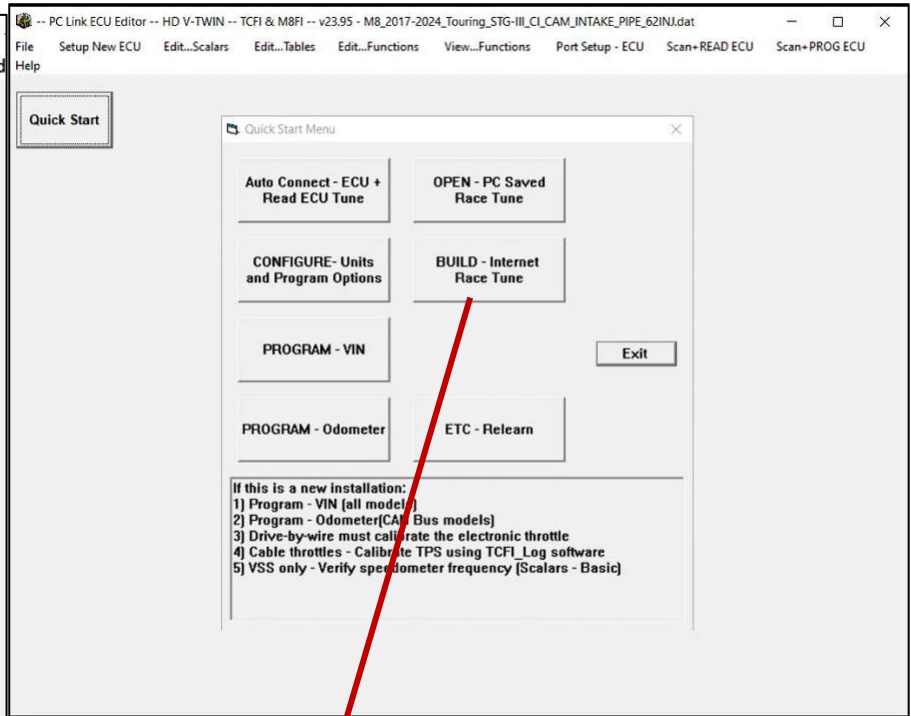 -- PC Link ECU Editor -- HD V-TWIN -- TCFI & M8FI -- v23.95 - M8_2017-2024_Touring_STG-III_CI_CAM_INTAKE_PIPE_62INJ.dat
File Setup New ECU Edit...Scalars Edit...Tables Edit...Functions View...Functions Port Setup - ECU Scan+READ ECU Scan+PROG ECU
Help
Quick Start
Quick Start Menu
Auto Connect - ECU +
Read ECU Tune
OPEN - PC Saved
Race Tune
CONFIGURE- Units
and Program Options
BUILD - Internet
Race Tune
PROGRAM - VIN
Exit
PROGRAM - Odometer
ETC - Relearn
If this is a new installation:
1) Program - VIN (all models)
2) Program - Odometer(CAN Bus models)
3) Drive-by-wire must calibrate the electronic throttle
4) Cable throttles - Calibrate TPS using TCFI_Log software
5) VSS only - Verify speedometer frequency (Scalars - Basic)